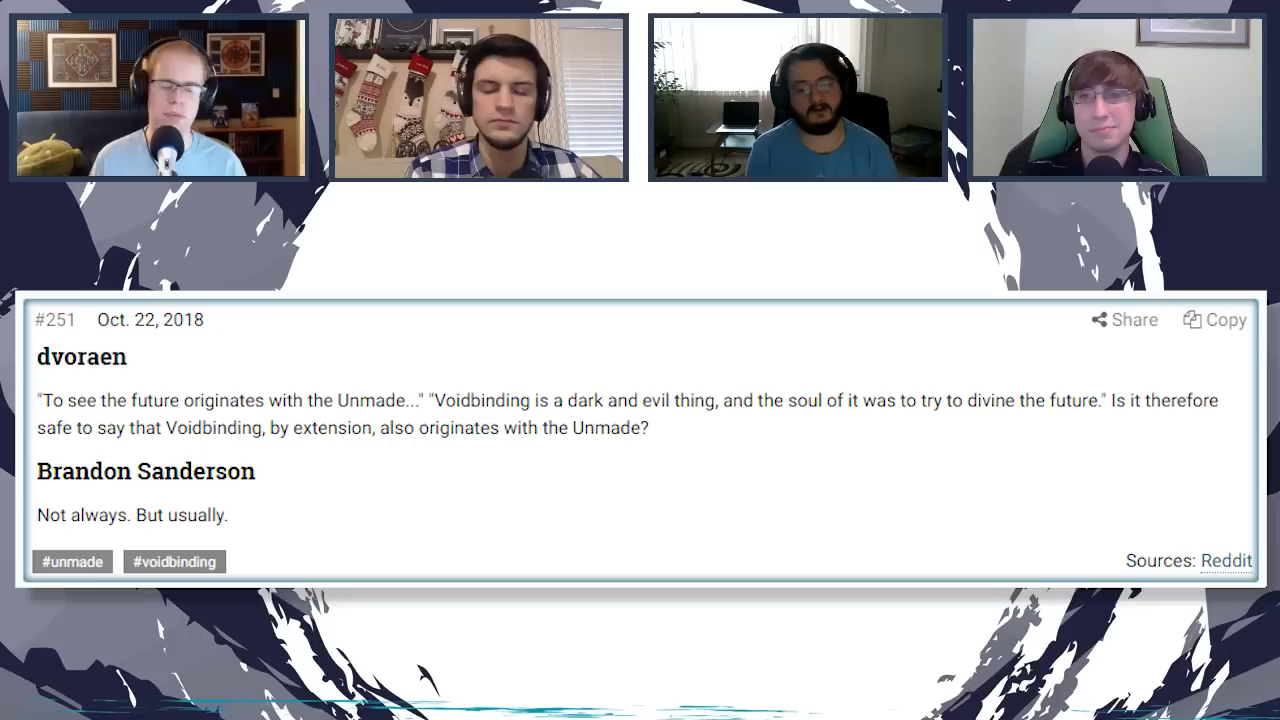 #251 Oct. 22, 2018 Share Copy
dvoraen
"To see the future originates with the Unmade..." "Voidbinding is a dark and evil thing, and the soul of it was to try to divine the future." Is it therefore
safe to say that Voidbinding, by extension, also originates with the Unmade?
Brandon Sanderson
Not always. But usually.
#unmade #voidbinding Sources: Reddit